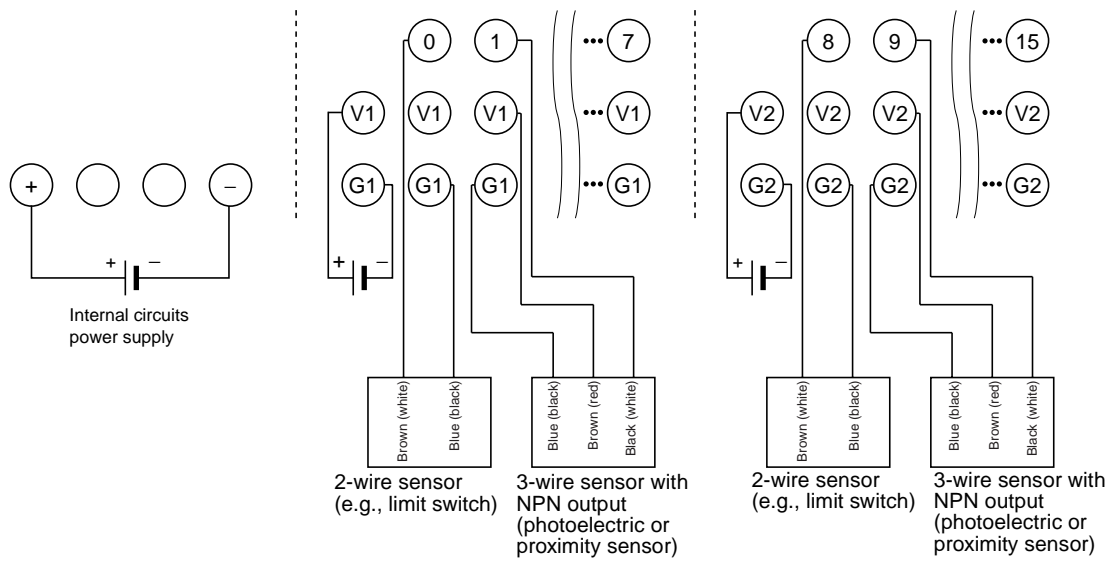 0 1 ••• 7
8 9 ••• 15
V1 V1 V1 ••• V1
V2 V2 V2 ••• V2
+ −
G1 G1 G1 ••• G1
G2 G2 G2 ••• G2
+ −
+ −
+ −
Internal circuits
power supply
Brown (white)
Blue (black)
Blue (black)
Brown (red)
Black (white)
Brown (white)
Blue (black)
Blue (black)
Brown (red)
Black (white)
2-wire sensor
(e.g., limit switch)
3-wire sensor with
NPN output
(photoelectric or
proximity sensor)
2-wire sensor
(e.g., limit switch)
3-wire sensor with
NPN output
(photoelectric or
proximity sensor)